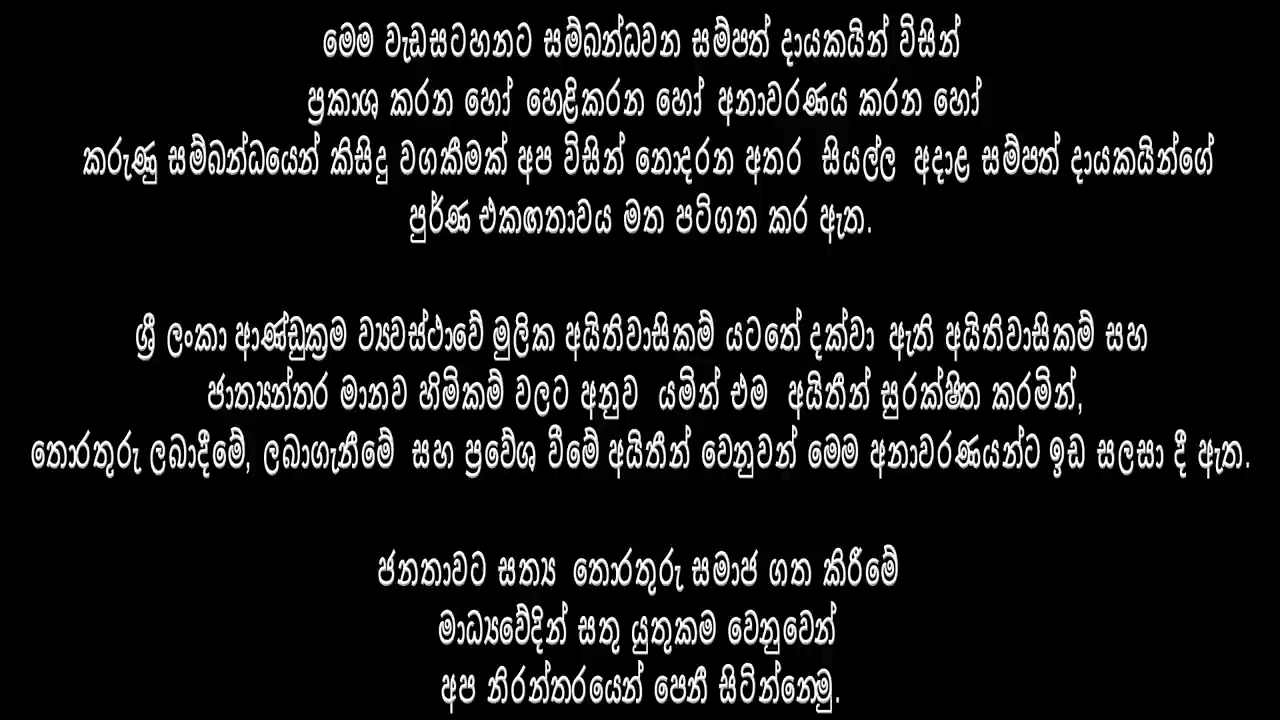 මෙම වැඩසටහනට සම්බන්ධවන සම්පත් දායකයින් විසින්
ප්‍රකාශ කරන හෝ හෙළිකරන හෝ අනාවරණය කරන හෝ
කරුණු සම්බන්ධයෙන් කිසිදු වගකීමක් අප විසින් නොදරන අතර සියල්ල අදාළ සම්පත් දායකයින්ගේ
පුර්ණ එකඟතාවය මත පටිගත කර ඇත.
ශ්‍රී ලංකා ආණ්ඩුක්‍රම ව්‍යවස්ථාවේ මුලික අයිතිවාසිකම් යටතේ දක්වා ඇති අයිතිවාසිකම් සහ
ජාත්‍යන්තර මානව හිමිකම් වලට අනුව යමින් එම අයිතීන් සුරක්ෂිත කරමින්,
තොරතුරු ලබාදීමේ, ලබාගැනීමේ සහ ප්‍රවේශ වීමේ අයිතීන් වෙනුවන් මෙම අනාවරණයන්ට ඉඩ සලසා දී ඇත.
ජනතාවට සත්‍ය තොරතුරු සමාජ ගත කිරීමේ
මාධ්‍යවේදින් සතු යුතුකම වෙනුවෙන්
අප නිරන්තරයෙන් පෙනී සිටින්නෙමු.